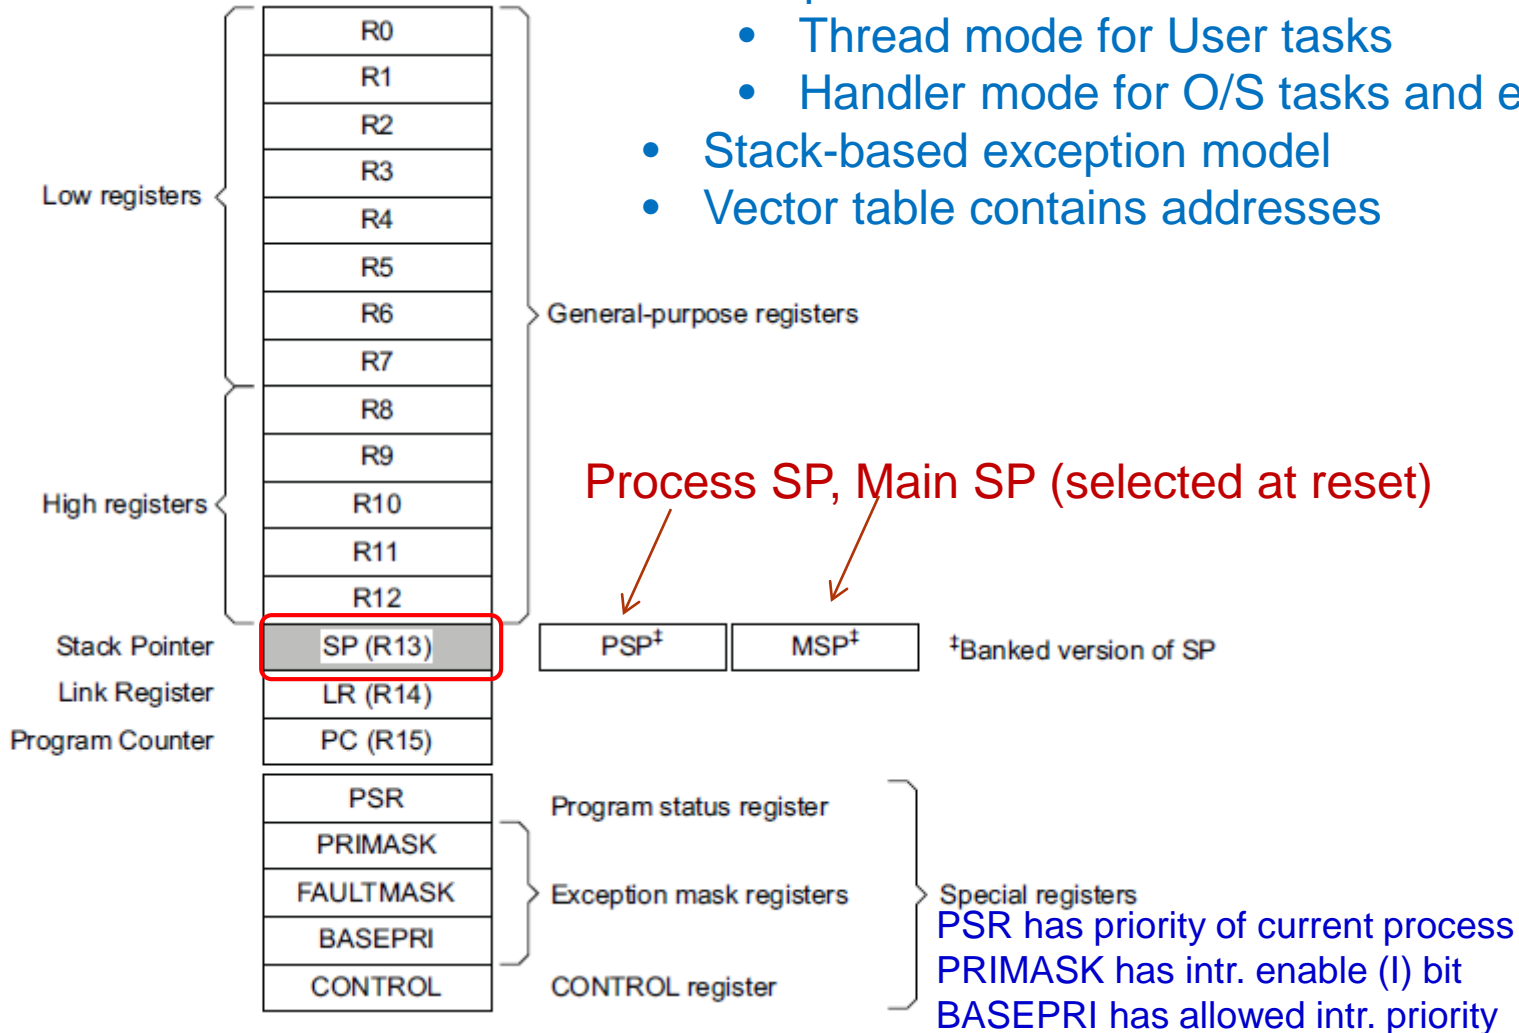 • Thread mode for User tasks
• Handler mode for O/S tasks and
• Stack-based exception model
• Vector table contains addresses
R0
R1
R2
R3
Low registers
R4
R5
R6
General-purpose registers
R7
R8
R9
Process SP, Main SP (selected at reset)
High registers
R10
R11
R12
Stack Pointer SP (R13) PSP‡ MSP‡ ‡Banked version of SP
Link Register LR (R14)
Program Counter PC (R15)
PSR Program status register
PRIMASK
FAULTMASK Exception mask registers Special registers
PSR has priority of current process
BASEPRI
PRIMASK has intr. enable (I) bit
CONTROL CONTROL register
BASEPRI has allowed intr. priority